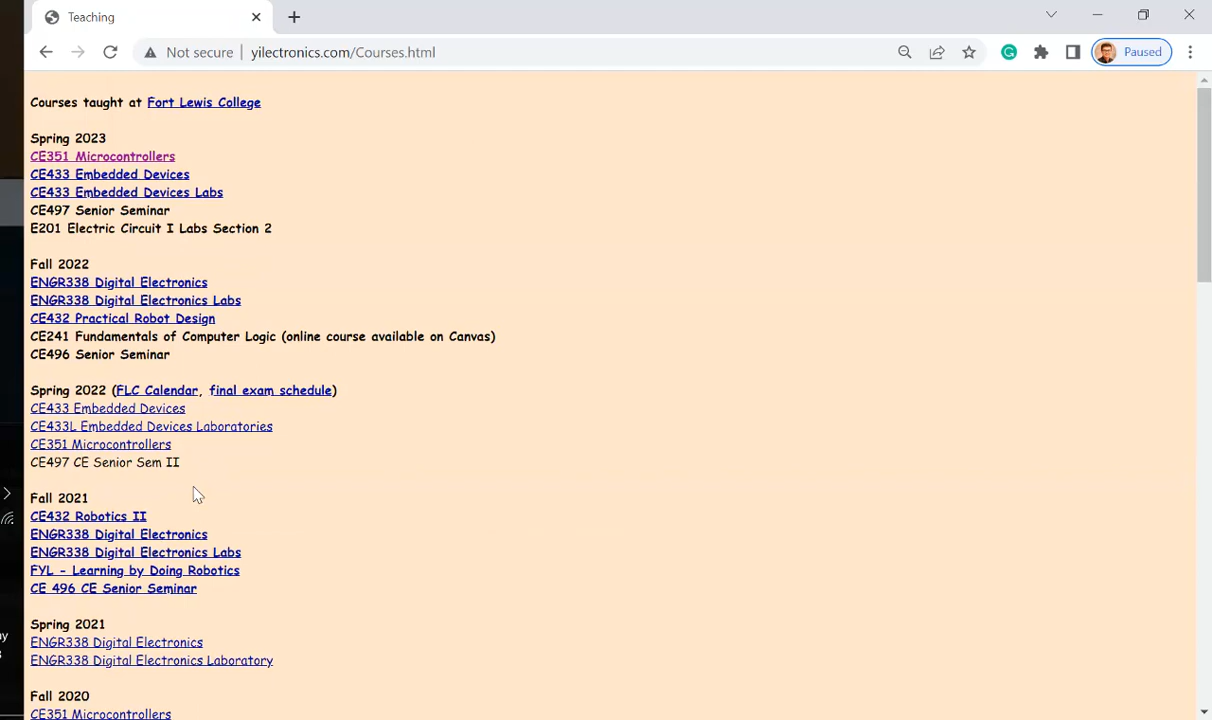 Teaching
Not secure
yilectronics.com/Courses.html
Paused
Courses taught at Fort Lewis College
Spring 2023
CE351 Microcontrollers
CE433 Embedded Devices
CE433 Embedded Devices Labs
CE497 Senior Seminar
E201 Electric Circuit I Labs Section 2
Fall 2022
ENGR338 Digital Electronics
ENGR338 Digital Electronics Labs
CE432 Practical Robot Design
CE241 Fundamentals of Computer Logic (online course available on Canvas)
CE496 Senior Seminar
Spring 2022 (FLC Calendar, final exam schedule)
CE433 Embedded Devices
CE433L Embedded Devices Laboratories
CE351 Microcontrollers
CE497 CE Senior Sem II
Fall 2021
CE432 Robotics II
ENGR338 Digital Electronics
ENGR338 Digital Electronics Labs
FYL - Learning by Doing Robotics
CE 496 CE Senior Seminar
Spring 2021
ENGR338 Digital Electronics
ENGR338 Digital Electronics Laboratory
Fall 2020
CE351 Microcontrollers